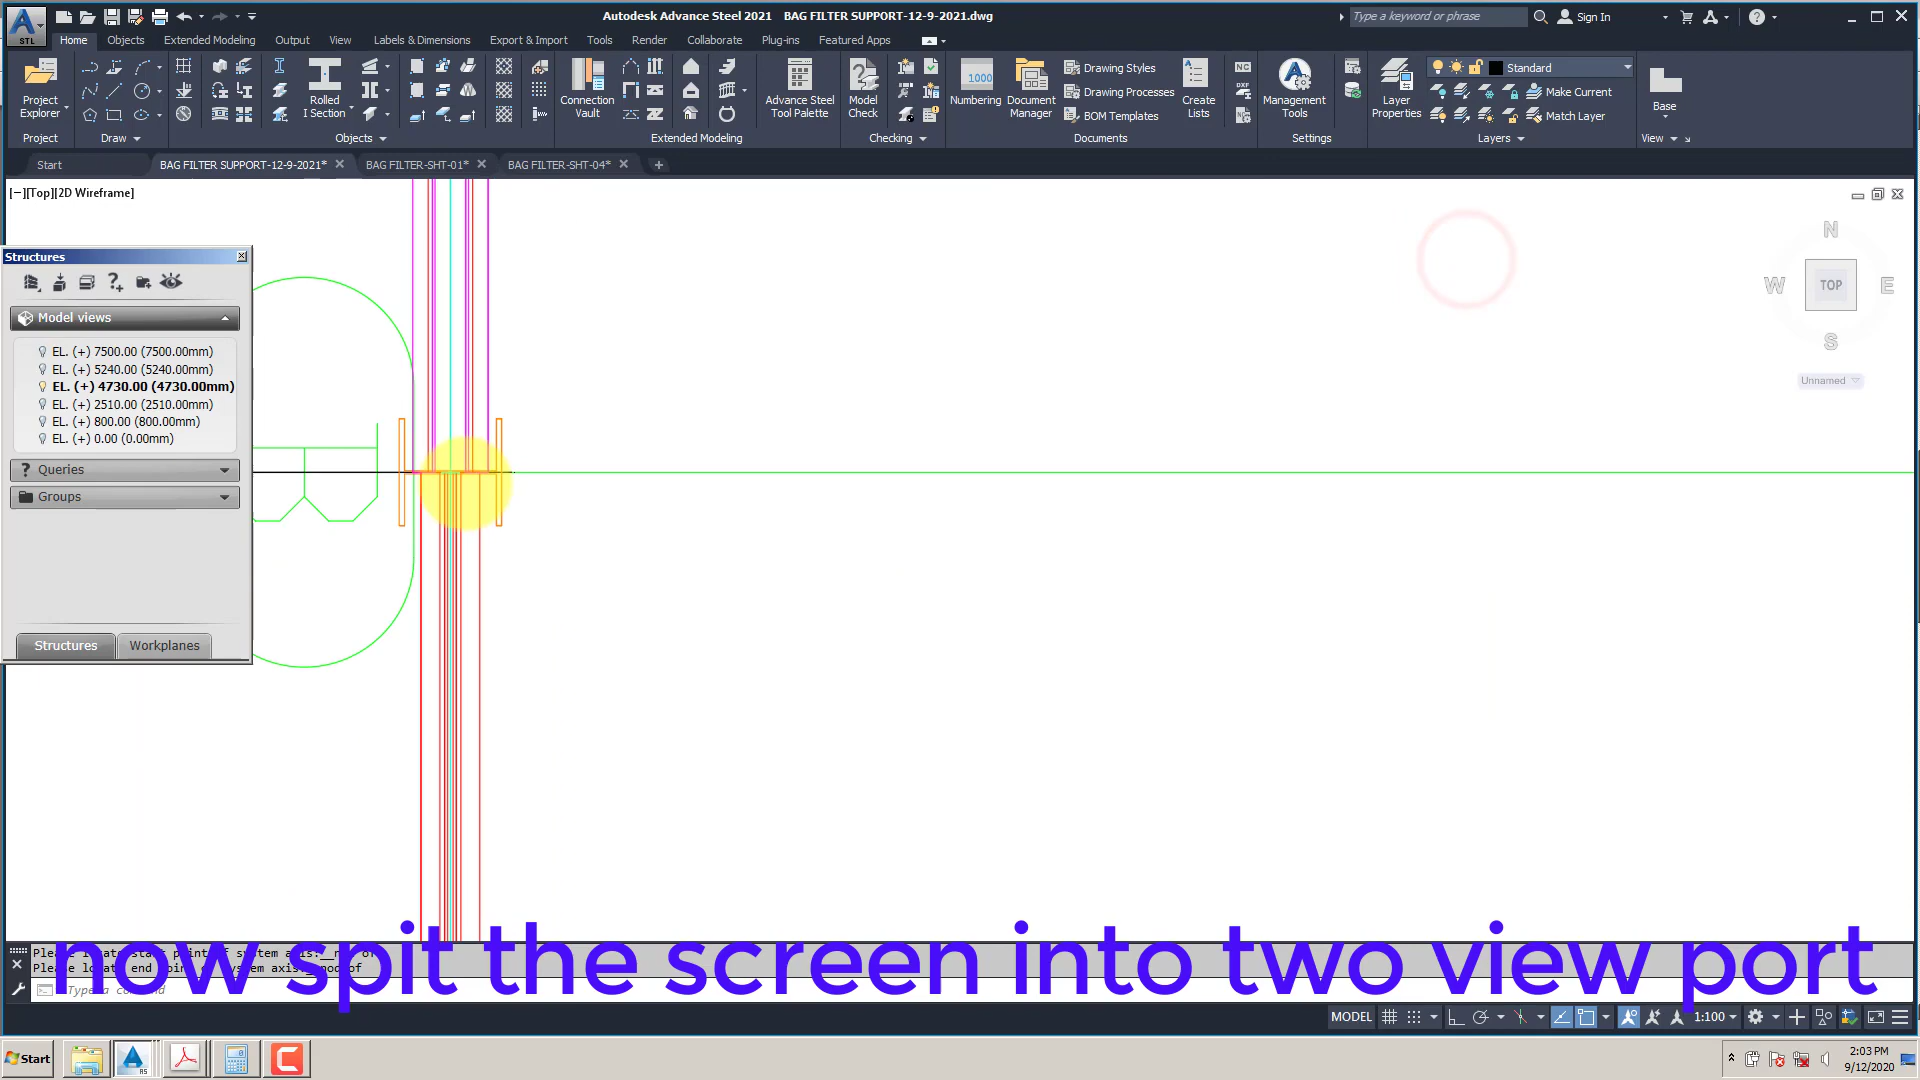 Autodesk Advance Steel 2021 BAG FILTER SUPPORT-12-9-2021.dwg
Type a keyword or phrase
Sign In
STL
Home Objects Extended Modeling Output View Labels & Dimensions Export & Import Tools Render Collaborate Plug-ins Featured Apps
Project Explorer
Rolled I Section
Connection Vault
Advance Steel Tool Palette
Model Check
1000
Numbering
Document Manager
Drawing Styles
Drawing Processes
BOM Templates
Create Lists
NC
DXF
Management Tools
Layer Properties
Standard
Make Current
Match Layer
Base
Project Draw Objects Extended Modeling Checking Documents Settings Layers View
Start BAG FILTER SUPPORT-12-9-2021* BAG FILTER-SHT-01* BAG FILTER-SHT-04*
[−][Top][2D Wireframe]
N
W TOP E
S
Unnamed
Structures
Model views
EL. (+) 7500.00 (7500.00mm)
EL. (+) 5240.00 (5240.00mm)
EL. (+) 4730.00 (4730.00mm)
EL. (+) 2510.00 (2510.00mm)
EL. (+) 800.00 (800.00mm)
EL. (+) 0.00 (0.00mm)
Queries
Groups
Structures Workplanes
now spit the screen into two view port
MODEL 1:100
Start
2:03 PM
9/12/2020